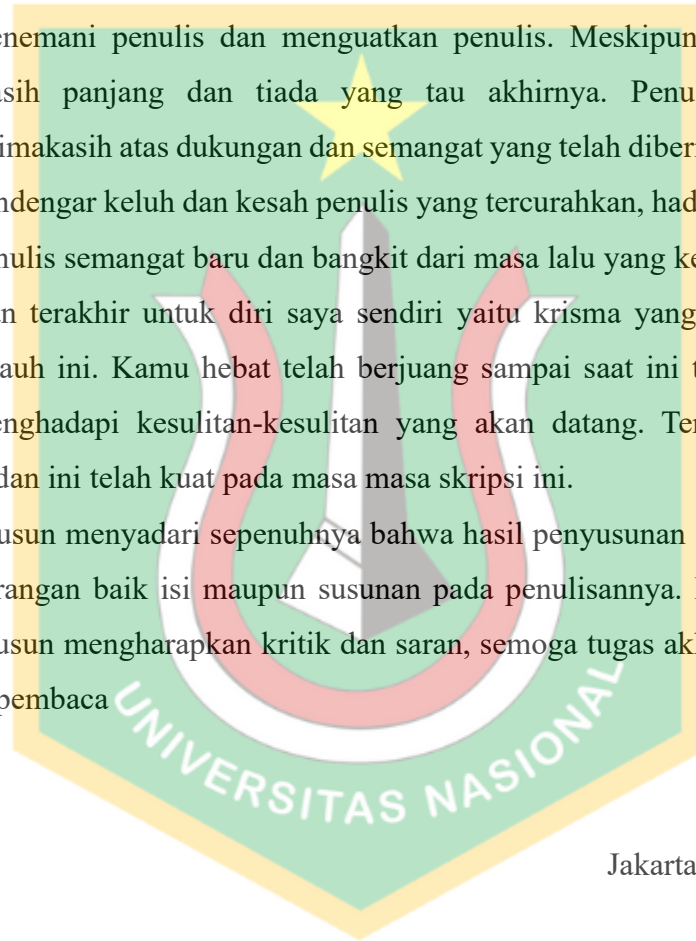 enemani penulis dan menguatkan penulis. Meskipun
asih panjang dan tiada yang tau akhirnya. Penu
imakasih atas dukungan dan semangat yang telah diberi
ndengar keluh dan kesah penulis yang tercurahkan, had
nulis semangat baru dan bangkit dari masa lalu yang ke
n terakhir untuk diri saya sendiri yaitu krisma yang
auh ini. Kamu hebat telah berjuang sampai saat ini t
enghadapi kesulitan-kesulitan yang akan datang. Ter
dan ini telah kuat pada masa masa skripsi ini.
usun menyadari sepenuhnya bahwa hasil penyusunan
rangan baik isi maupun susunan pada penulisannya.
usun mengharapkan kritik dan saran, semoga tugas ak
pembaca
UNIVERSITAS NASIONAL
Jakarta